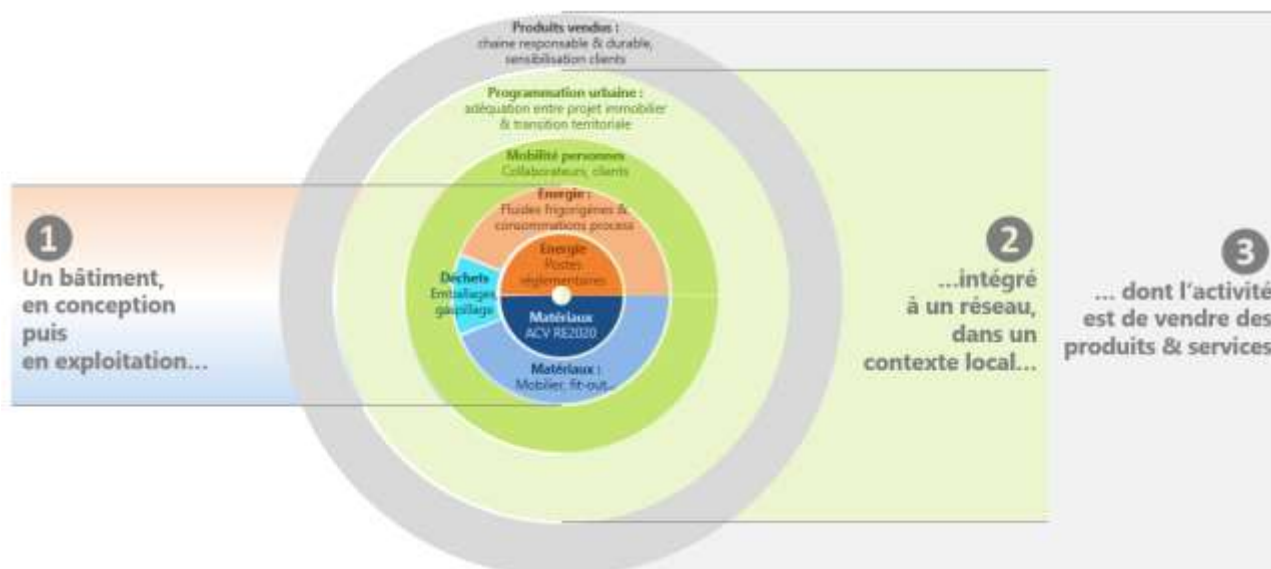 Produits vendus :
chaine responsable & durable,
sensibilisation clients
Programmation urbaine :
adéquation entre projet immobilier
& transition territoriale
Mobilité personnes
Collaborateurs, clients
Energie :
Fluides frigorigènes &
consommations process
Energie
Postes
réglementaires
Déchets
Emballages,
gaspillage
Matériaux
ACV RE2020
Matériaux :
Mobilier, fit-out...
1
Un bâtiment,
en conception
puis
en exploitation...
2
...intégré
à un réseau,
dans un
contexte local...
3
... dont l'activité
est de vendre des
produits & services